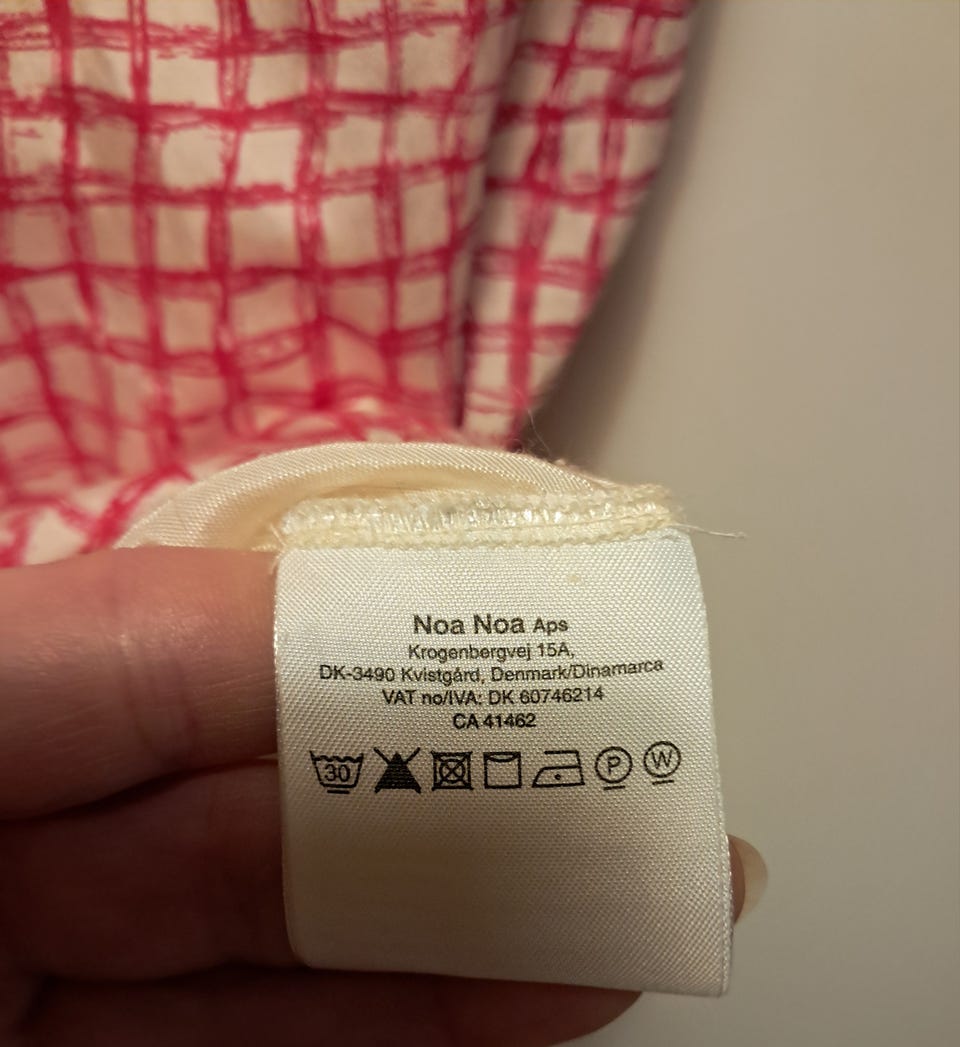 Noa Noa Aps
Krogenbergvej 15A,
DK-3490 Kvistgård, Denmark/Dinamarca
VAT no/IVA: DK 60746214
CA 41462
30 P W